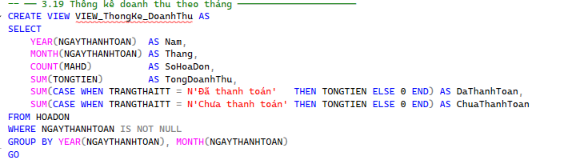 -- ── 3.19 Thống kê doanh thu theo tháng ──────────────────
CREATE VIEW VIEW_ThongKe_DoanhThu AS
SELECT
    YEAR(NGAYTHANHTOAN)  AS Nam,
    MONTH(NGAYTHANHTOAN) AS Thang,
    COUNT(MAHD)          AS SoHoaDon,
    SUM(TONGTIEN)        AS TongDoanhThu,
    SUM(CASE WHEN TRANGTHAITT = N'Đã thanh toán'   THEN TONGTIEN ELSE 0 END) AS DaThanhToan,
    SUM(CASE WHEN TRANGTHAITT = N'Chưa thanh toán' THEN TONGTIEN ELSE 0 END) AS ChuaThanhToan
FROM HOADON
WHERE NGAYTHANHTOAN IS NOT NULL
GROUP BY YEAR(NGAYTHANHTOAN), MONTH(NGAYTHANHTOAN)
GO